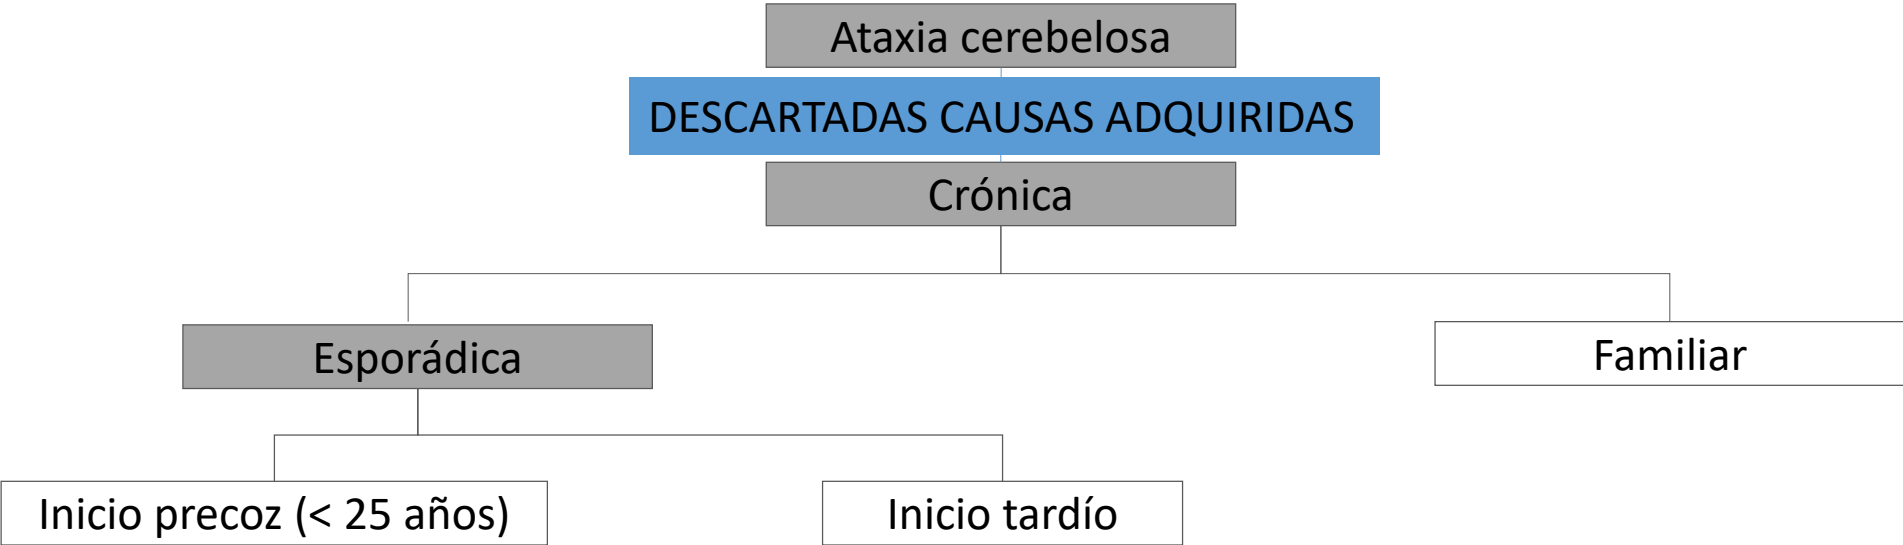 Ataxia cerebelosa
DESCARTADAS CAUSAS ADQUIRIDAS
Crónica
Esporádica
Familiar
Inicio precoz (< 25 años)
Inicio tardío